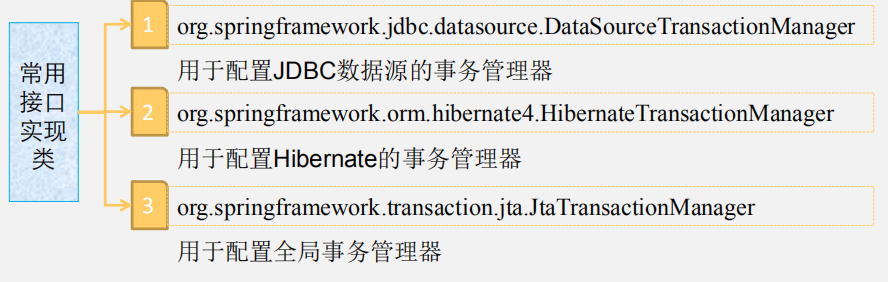 常用
接口
实现
类
1
org.springframework.jdbc.datasource.DataSourceTransactionManager
用于配置JDBC数据源的事务管理器
2
org.springframework.orm.hibernate4.HibernateTransactionManager
用于配置Hibernate的事务管理器
3
org.springframework.transaction.jta.JtaTransactionManager
用于配置全局事务管理器